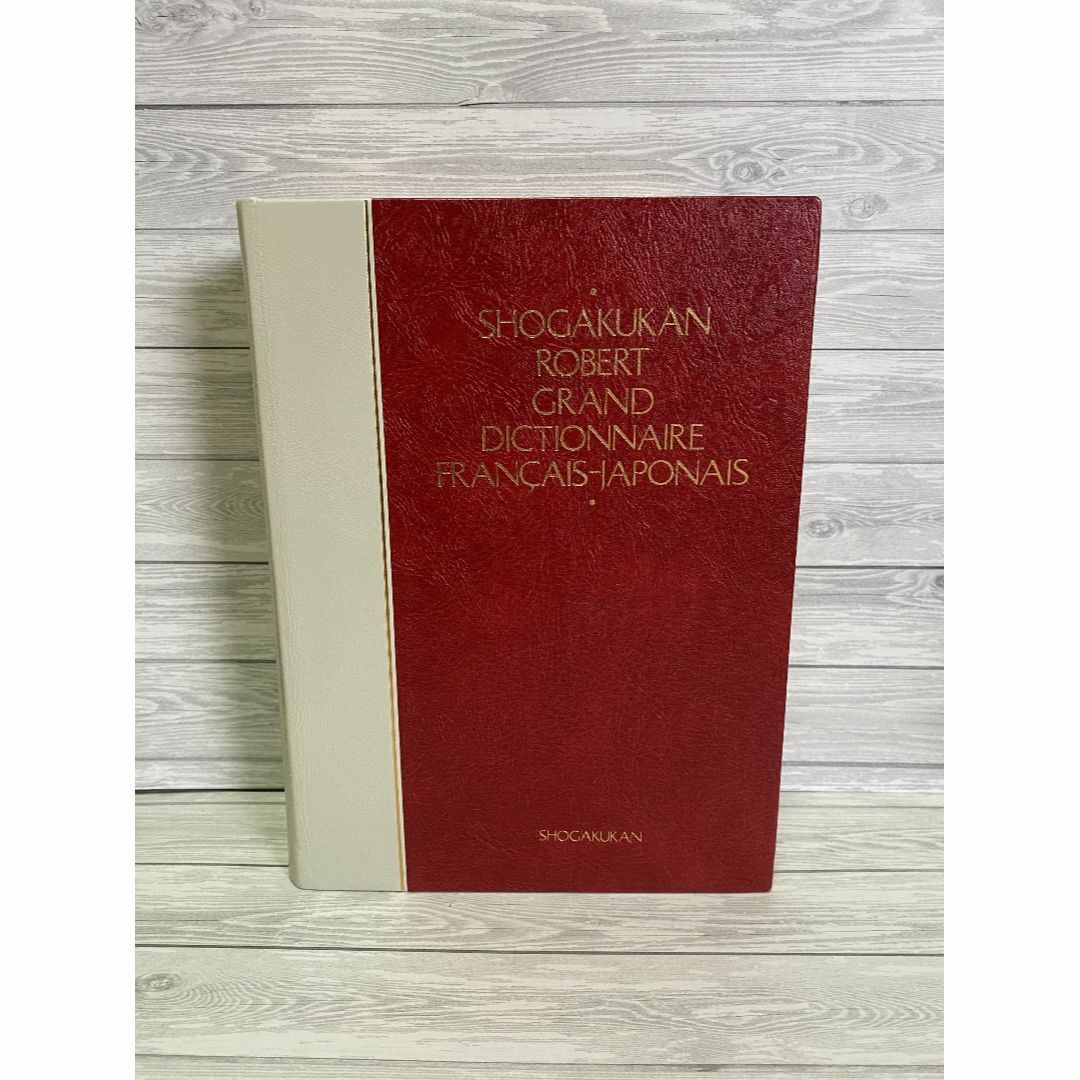 SHOGAKUKAN
ROBERT
GRAND
DICTIONNAIRE
FRANÇAIS-JAPONAIS
SHOGAKUKAN